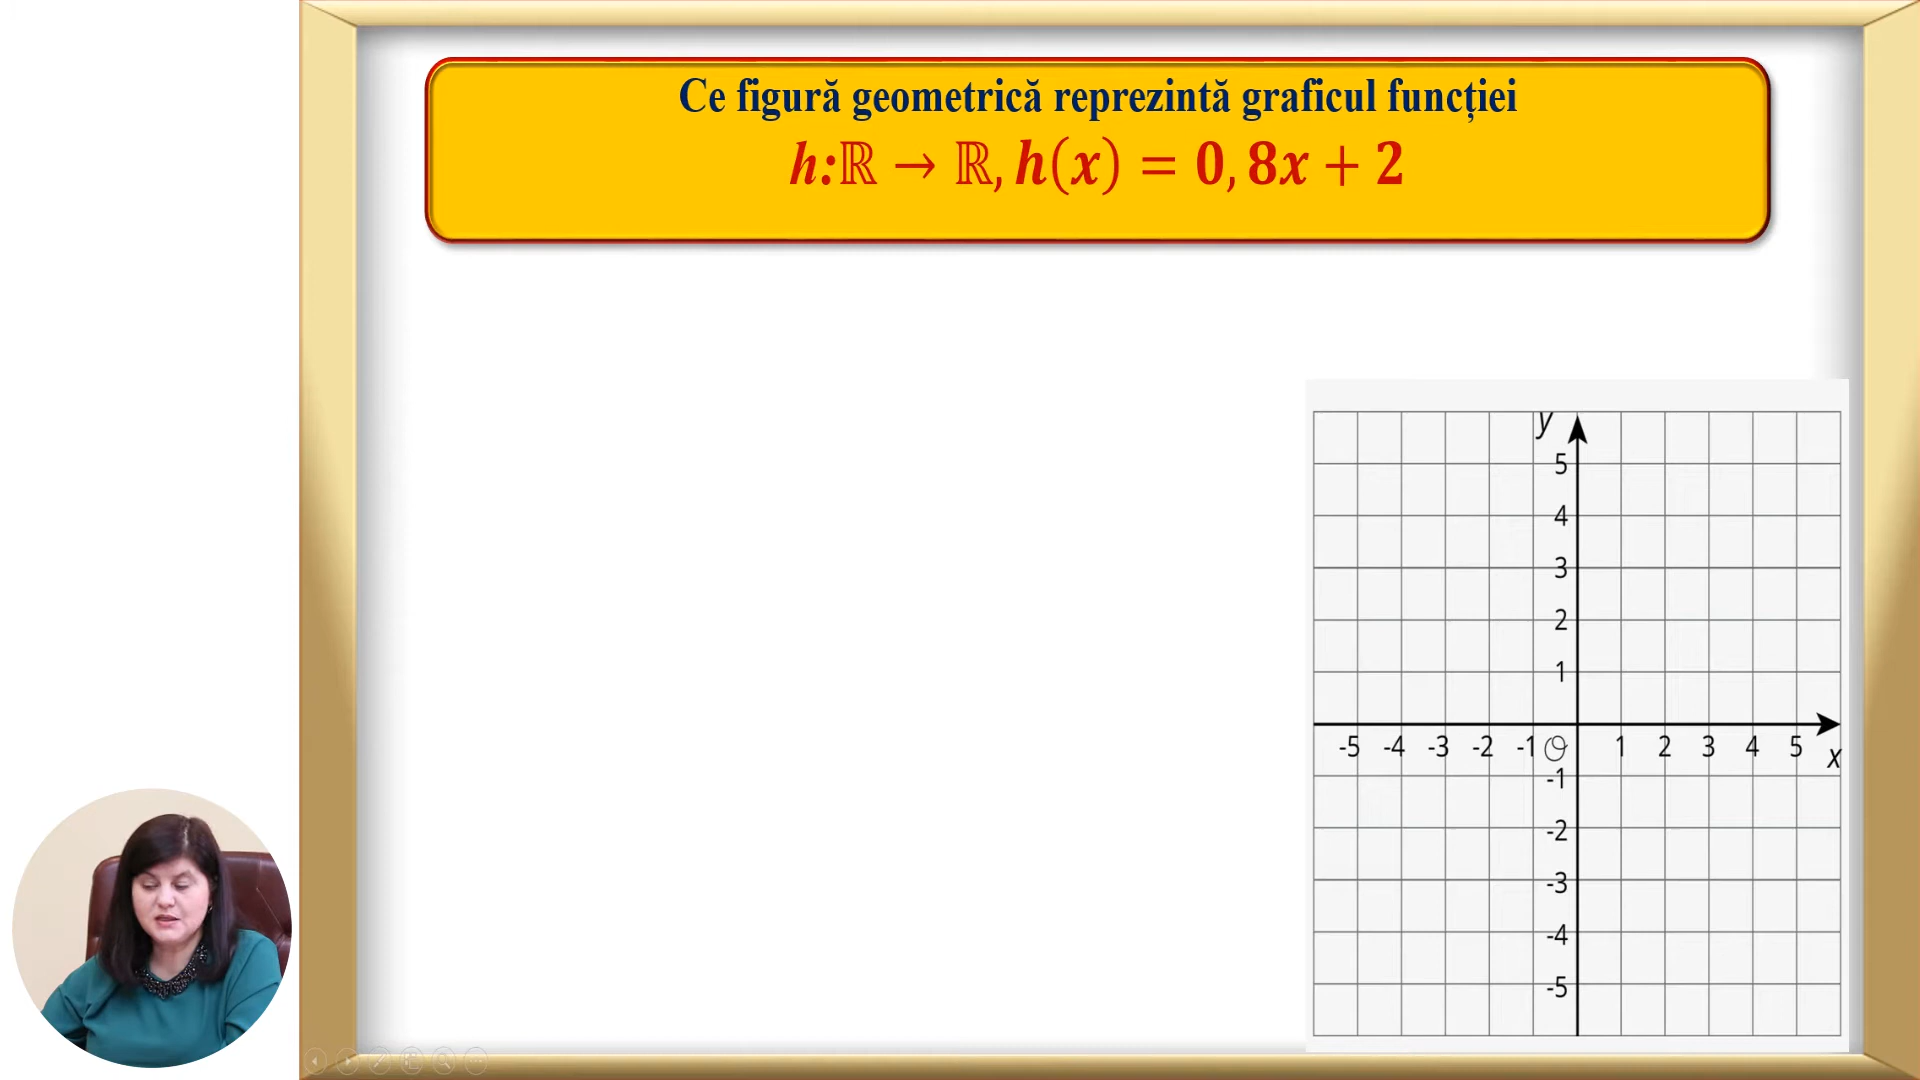 Ce figură geometrică reprezintă graficul funcției
h:ℝ → ℝ, h(x) = 0, 8x + 2
y
5
4
3
2
1
-5 -4 -3 -2 -1 O 1 2 3 4 5 x
-1
-2
-3
-4
-5